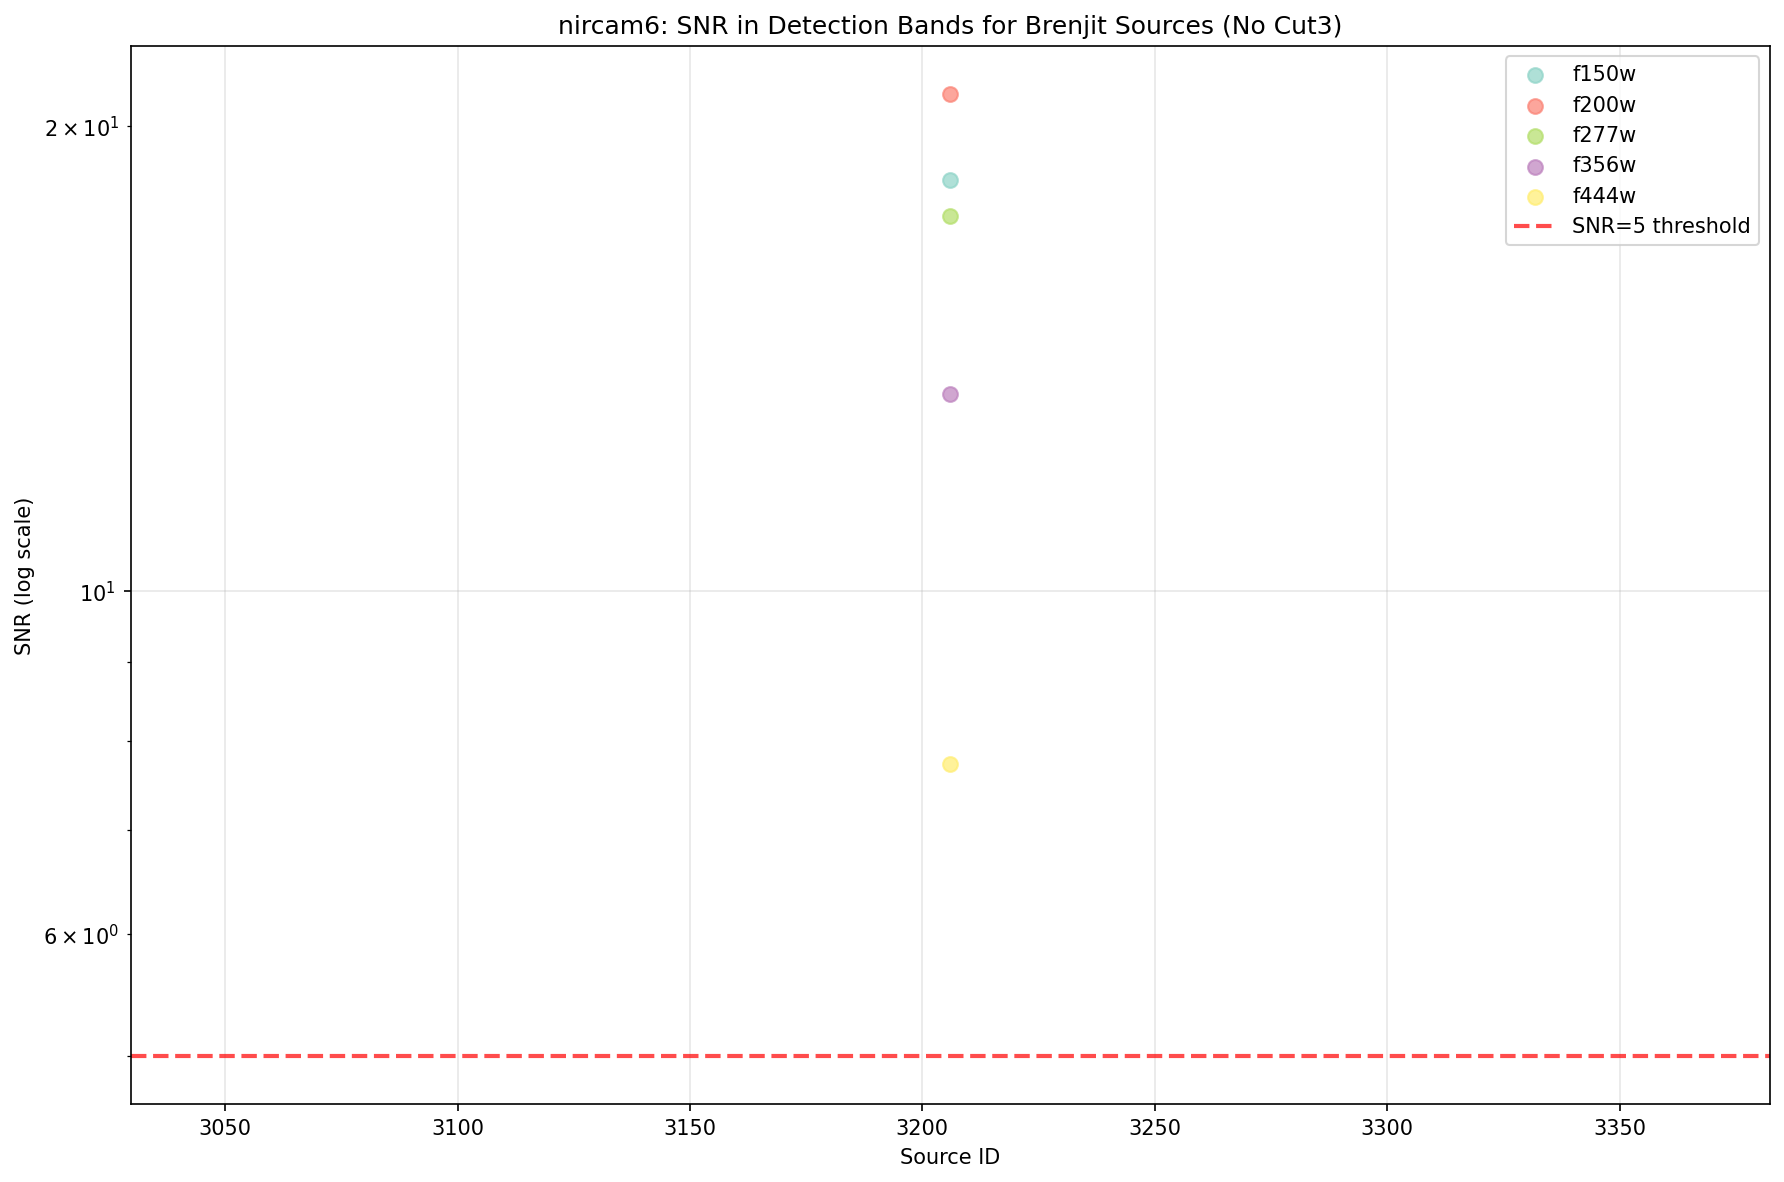 nircam6: SNR in Detection Bands for Brenjit Sources (No Cut3)
f150w
f200w
f277w
f356w
f444w
SNR=5 threshold
2 × 10¹
10¹
6 × 10⁰
SNR (log scale)
3050 3100 3150 3200 3250 3300 3350
Source ID